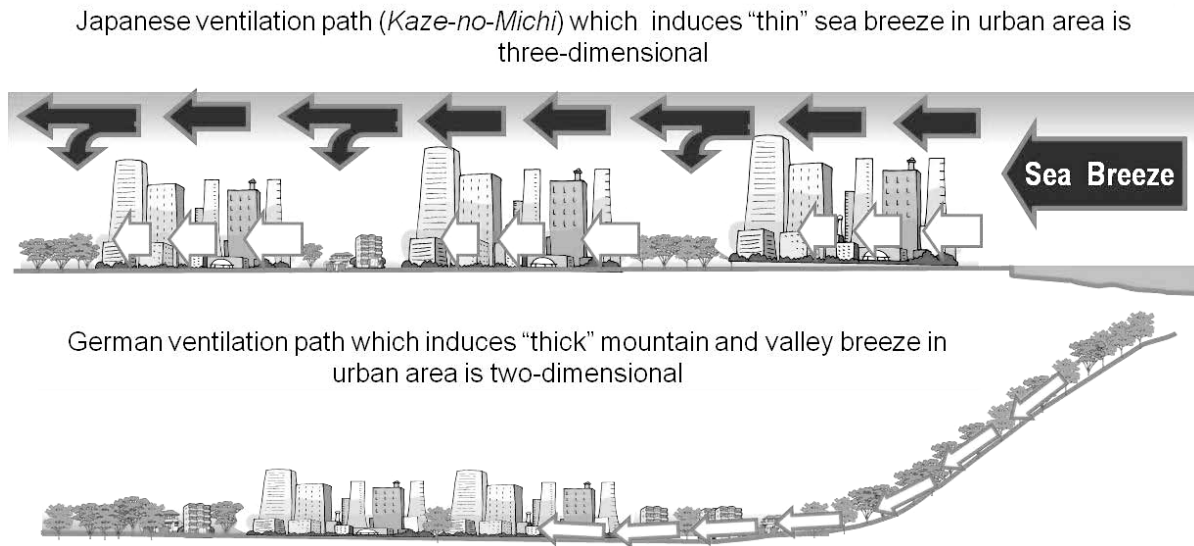 Japanese ventilation path (Kaze-no-Michi) which  induces “thin” sea breeze in urban area is
three-dimensional
Sea Breeze
German ventilation path which induces “thick” mountain and valley breeze in
urban area is two-dimensional